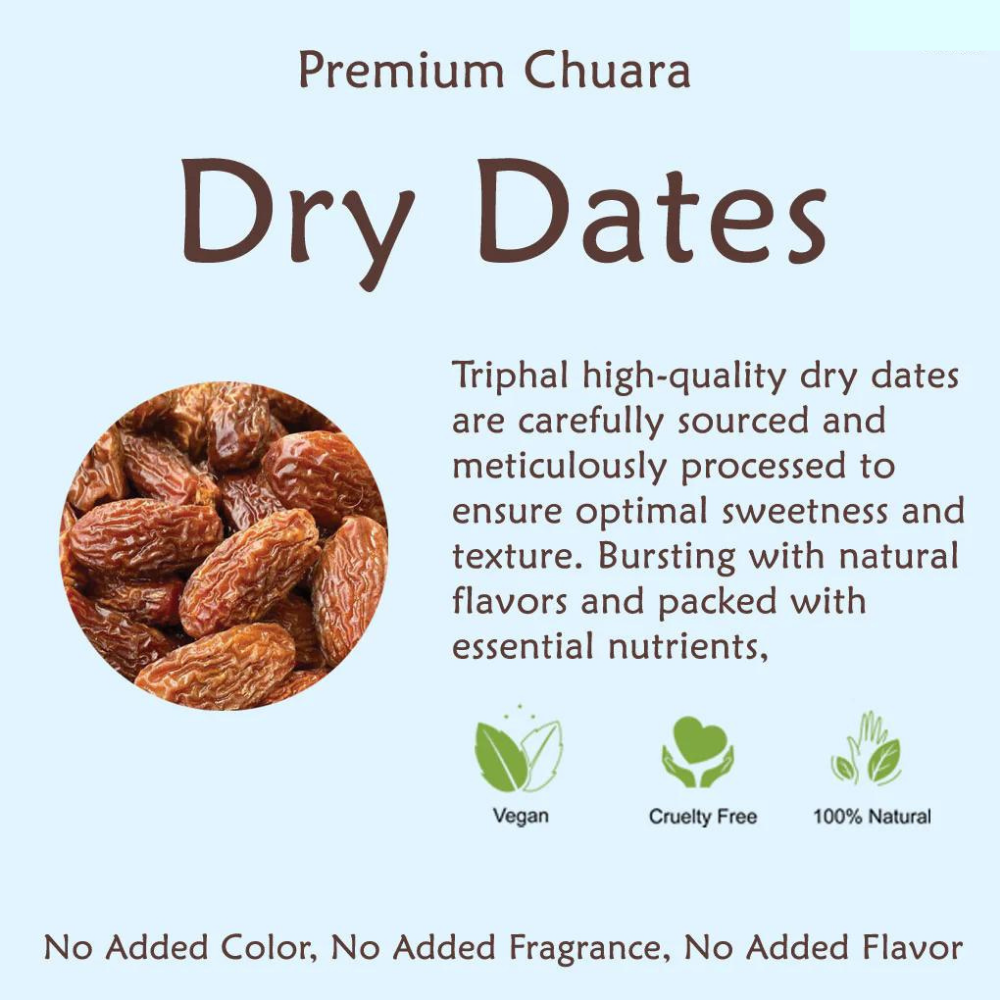 Premium Chuara
Dry Dates
Triphal high-quality dry dates
are carefully sourced and
meticulously processed to
ensure optimal sweetness and
texture. Bursting with natural
flavors and packed with
essential nutrients,
Vegan
Cruelty Free
100% Natural
No Added Color, No Added Fragrance, No Added Flavor